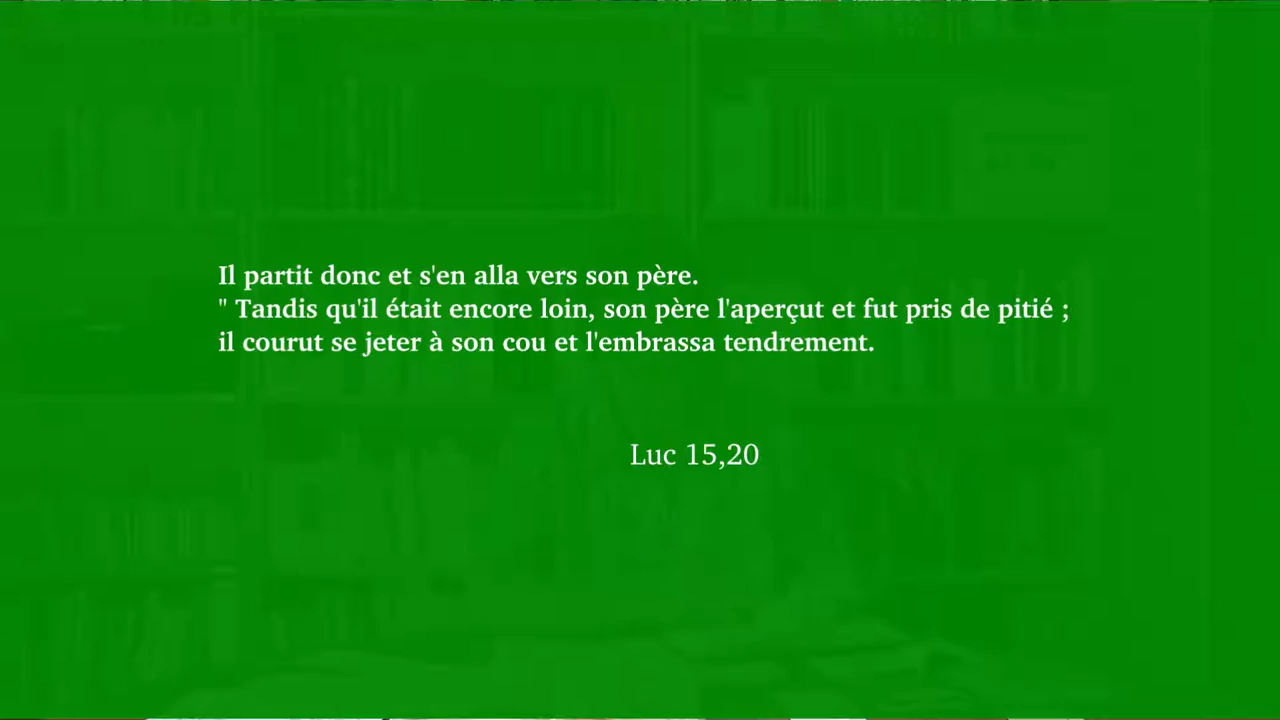 Il partit donc et s'en alla vers son père.
" Tandis qu'il était encore loin, son père l'aperçut et fut pris de pitié ;
il courut se jeter à son cou et l'embrassa tendrement.
Luc 15,20